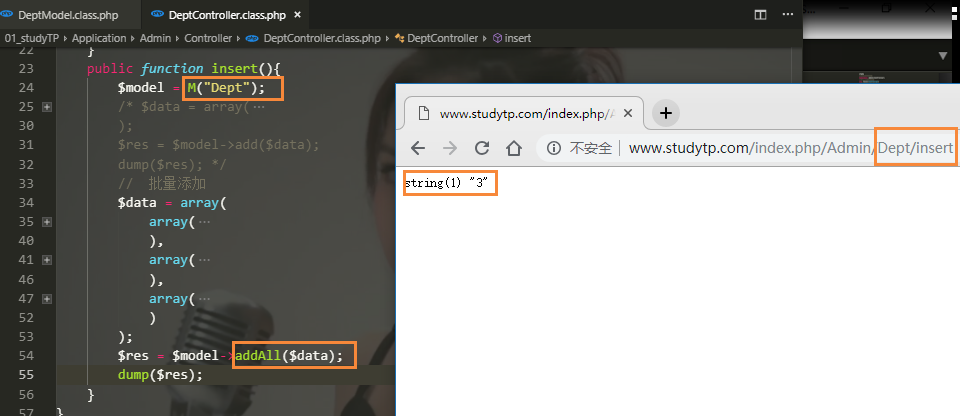 DeptModel.class.php
DeptController.class.php ×
01_studyTP > Application > Admin > Controller > DeptController.class.php > DeptController > insert
22 }
23 public function insert(){
24 $model = M("Dept");
25 /* $data = array(…
30 );
31 $res = $model->add($data);
32 dump($res); */
33 // 批量添加
34 $data = array(
35 array(…
40 ),
41 array(…
46 ),
47 array(…
52 )
53 );
54 $res = $model->addAll($data);
55 dump($res);
56 }
57 }
www.studytp.com/index.php/A
不安全 | www.studytp.com/index.php/Admin/Dept/insert
string(1) "3"